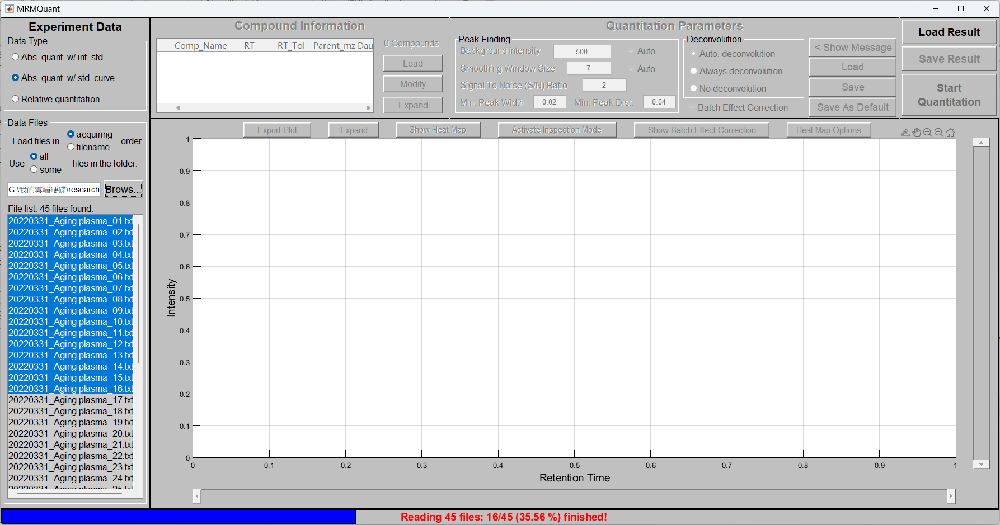 MRMQuant
Experiment Data
Data Type
Abs. quant. w/ int. std.
Abs. quant. w/ std. curve
Relative quantitation
Data Files
Load files in
acquiring
filename
order.
Use
all
some
files in the folder.
G:\我的雲端硬碟\research
Brows...
File list: 45 files found.
20220331_Aging plasma_01.txt
20220331_Aging plasma_02.txt
20220331_Aging plasma_03.txt
20220331_Aging plasma_04.txt
20220331_Aging plasma_05.txt
20220331_Aging plasma_06.txt
20220331_Aging plasma_07.txt
20220331_Aging plasma_08.txt
20220331_Aging plasma_09.txt
20220331_Aging plasma_10.txt
20220331_Aging plasma_11.txt
20220331_Aging plasma_12.txt
20220331_Aging plasma_13.txt
20220331_Aging plasma_14.txt
20220331_Aging plasma_15.txt
20220331_Aging plasma_16.txt
20220331_Aging plasma_17.txt
20220331_Aging plasma_18.txt
20220331_Aging plasma_19.txt
20220331_Aging plasma_20.txt
20220331_Aging plasma_21.txt
20220331_Aging plasma_22.txt
20220331_Aging plasma_23.txt
20220331_Aging plasma_24.txt
20220331_Aging plasma_25.txt
Compound Information
Comp_Name RT RT_Tol Parent_mz Dau
0 Compounds
Load
Modify
Expand
Quantitation Parameters
Peak Finding
Background Intensity 500 Auto
Smoothing Window Size 7 Auto
Signal To Noise (S/N) Ratio 2
Min. Peak Width 0.02 Min. Peak Dist. 0.04
Deconvolution
Auto. deconvolution
Always deconvolution
No deconvolution
Batch Effect Correction
< Show Message
Load
Save
Save As Default
Load Result
Save Result
Start
Quantitation
Export Plot Expand Show Heat Map Activate Inspection Mode Show Batch Effect Correction Heat Map Options
1
0.9
0.8
0.7
0.6
0.5
0.4
0.3
0.2
0.1
0
Intensity
0 0.1 0.2 0.3 0.4 0.5 0.6 0.7 0.8 0.9 1
Retention Time
Reading 45 files: 16/45 (35.56 %) finished!